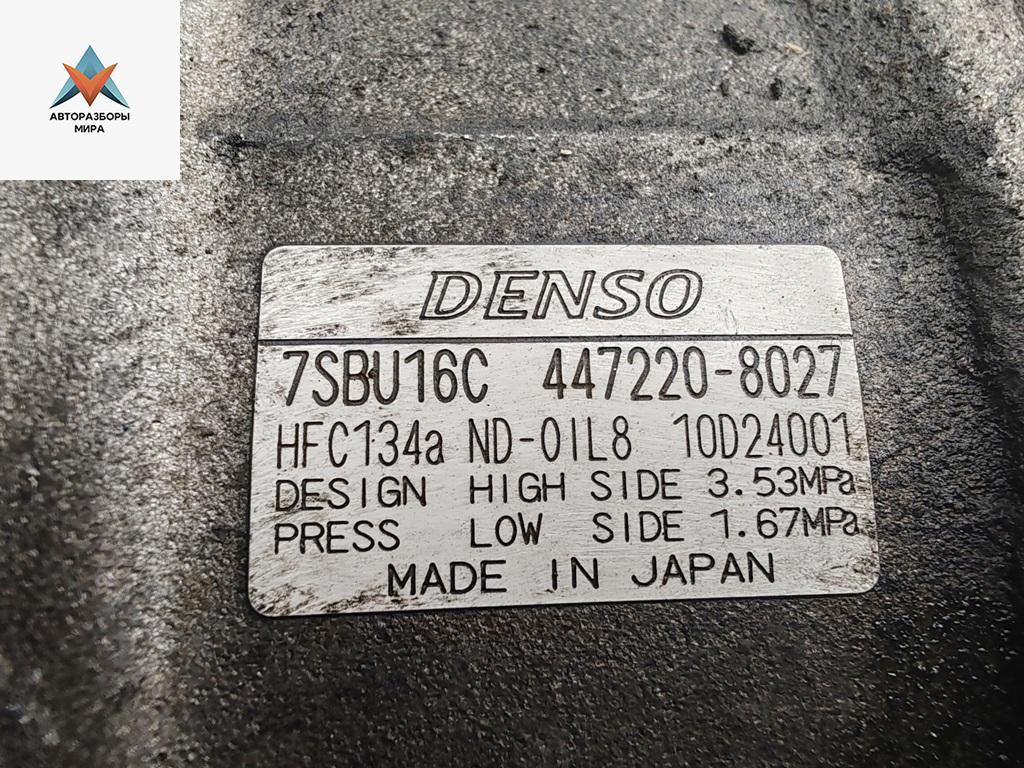 АВТОРАЗБОРЫ
МИРА
DENSO
7SBU16C 447220-8027
HFC134a ND-OIL8 10D24001
DESIGN HIGH SIDE 3.53MPa
PRESS LOW SIDE 1.67MPa
MADE IN JAPAN